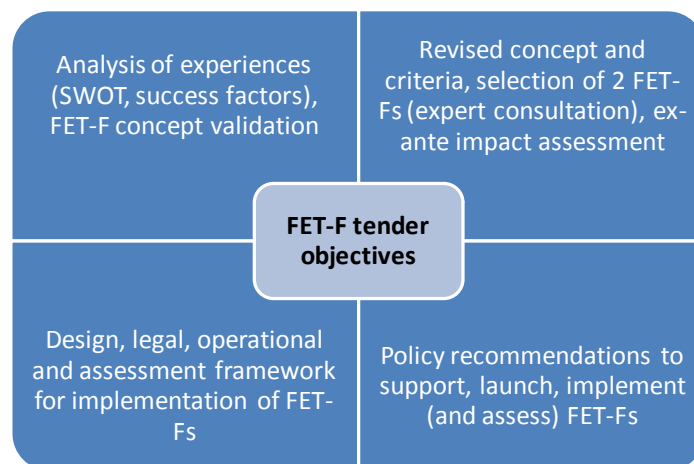 Analysis of experiences
(SWOT, success factors),
FET-F concept validation
Revised concept and
criteria, selection of 2 FET-
Fs (expert consultation), ex-
ante impact assessment
FET-F tender
objectives
Design, legal, operational
and assessment framework
for implementation of FET-
Fs
Policy recommendations to
support, launch, implement
(and assess) FET-Fs